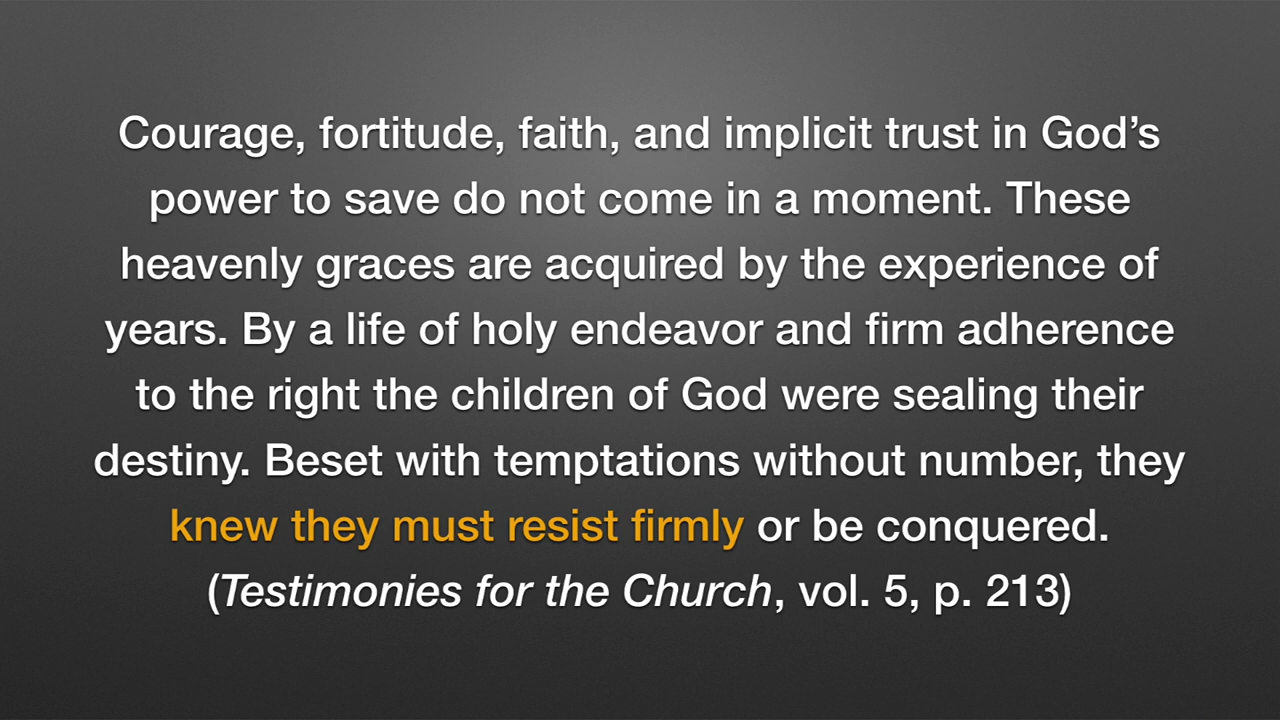 Courage, fortitude, faith, and implicit trust in God’s
power to save do not come in a moment. These
heavenly graces are acquired by the experience of
years. By a life of holy endeavor and firm adherence
to the right the children of God were sealing their
destiny. Beset with temptations without number, they
knew they must resist firmly or be conquered.
(Testimonies for the Church, vol. 5, p. 213)